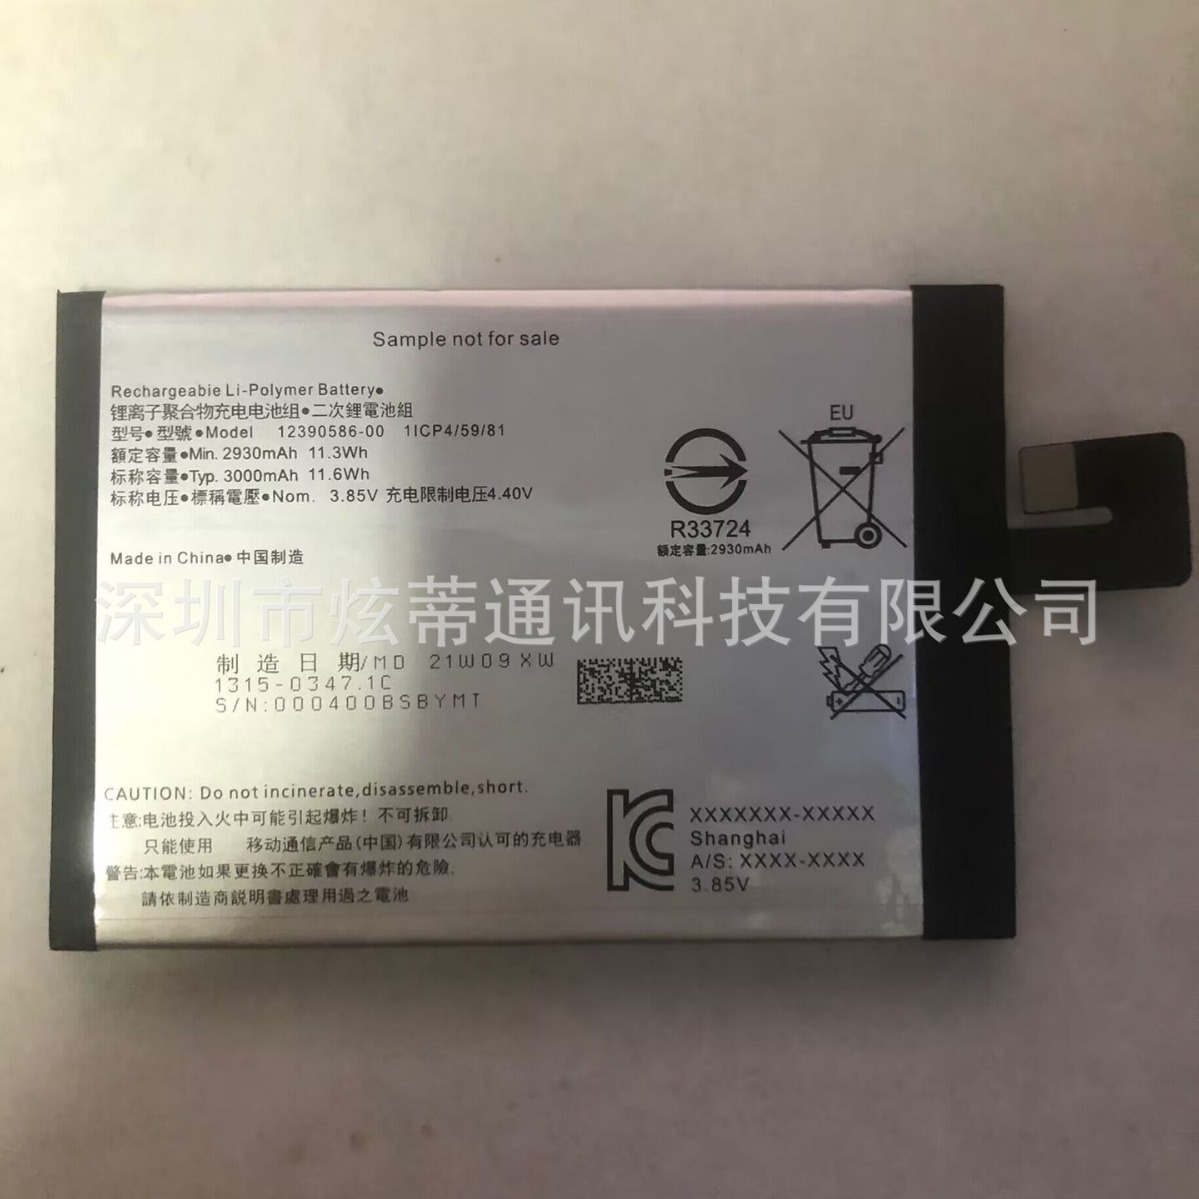 Sample not for sale
Rechargeabie Li-Polymer Battery●
锂离子聚合物充电电池组●二次鋰電池組
型号●型號●Model 12390586-00 1ICP4/59/81
額定容量●Min. 2930mAh 11.3Wh
标称容量●Typ. 3000mAh 11.6Wh
标称电压●標稱電壓●Nom. 3.85V 充电限制电压4.40V
EU
R33724
額定容量:2930mAh
Made in China● 中国制造
深圳市炫蒂通讯科技有限公司
制造日期/MD 21W09XW
1315-0347.1C
S/N:000400BSBYMT
CAUTION: Do not incinerate,disassemble,short.
注意:电池投入火中可能引起爆炸！不可拆卸
只能使用 移动通信产品(中国)有限公司认可的充电器
警告:本電池如果更換不正確會有爆炸的危險.
請依制造商説明書處理用過之電池
XXXXXXX-XXXXX
Shanghai
A/S: XXXX-XXXX
3.85V